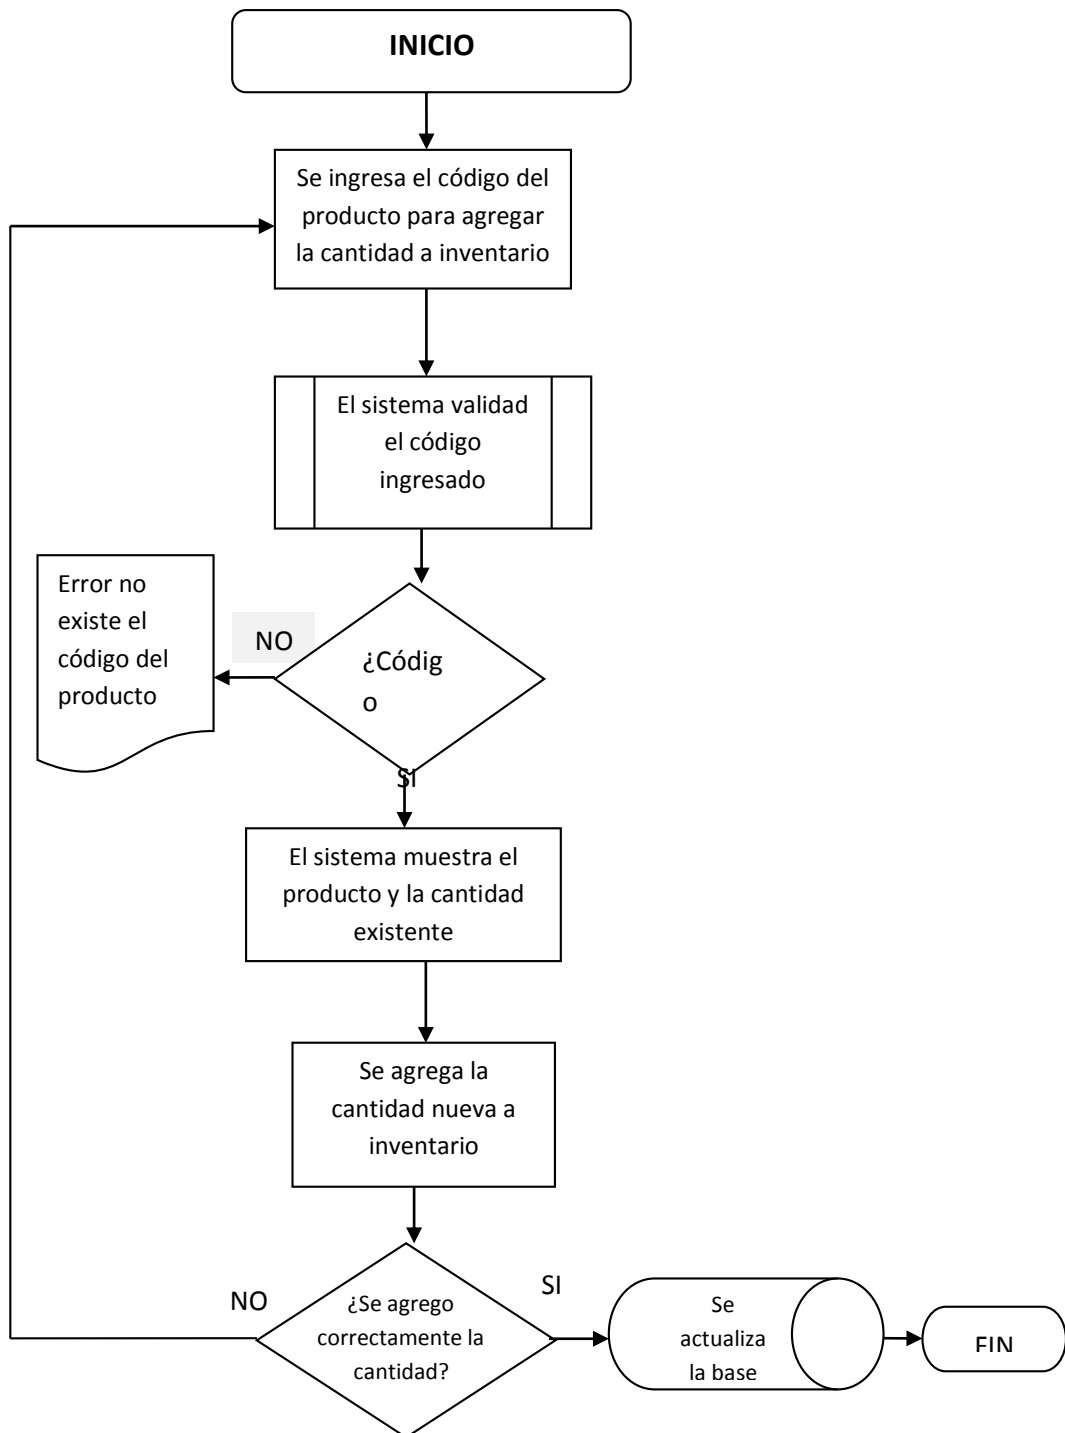 INICIO
Se ingresa el código del
producto para agregar
la cantidad a inventario
El sistema validad
el código
ingresado
Error no
existe el
código del
producto
NO
¿Códig
o
SI
El sistema muestra el
producto y la cantidad
existente
Se agrega la
cantidad nueva a
inventario
NO
¿Se agrego
correctamente la
cantidad?
SI
Se
actualiza
la base
FIN